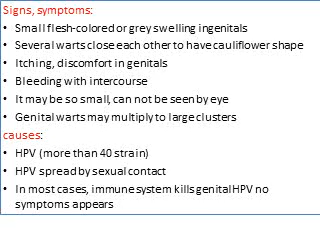 Signs, symptoms:
• Small flesh-colored or grey swelling ingenitals
• Several warts close each other to have cauliflower shape
• Itching, discomfort in genitals
• Bleeding with intercourse
• It may be so small, can not be seen by eye
• Genital warts may multiply to large clusters
causes:
• HPV (more than 40 strain)
• HPV spread by sexual contact
• In most cases, immune system kills genital HPV no
symptoms appears